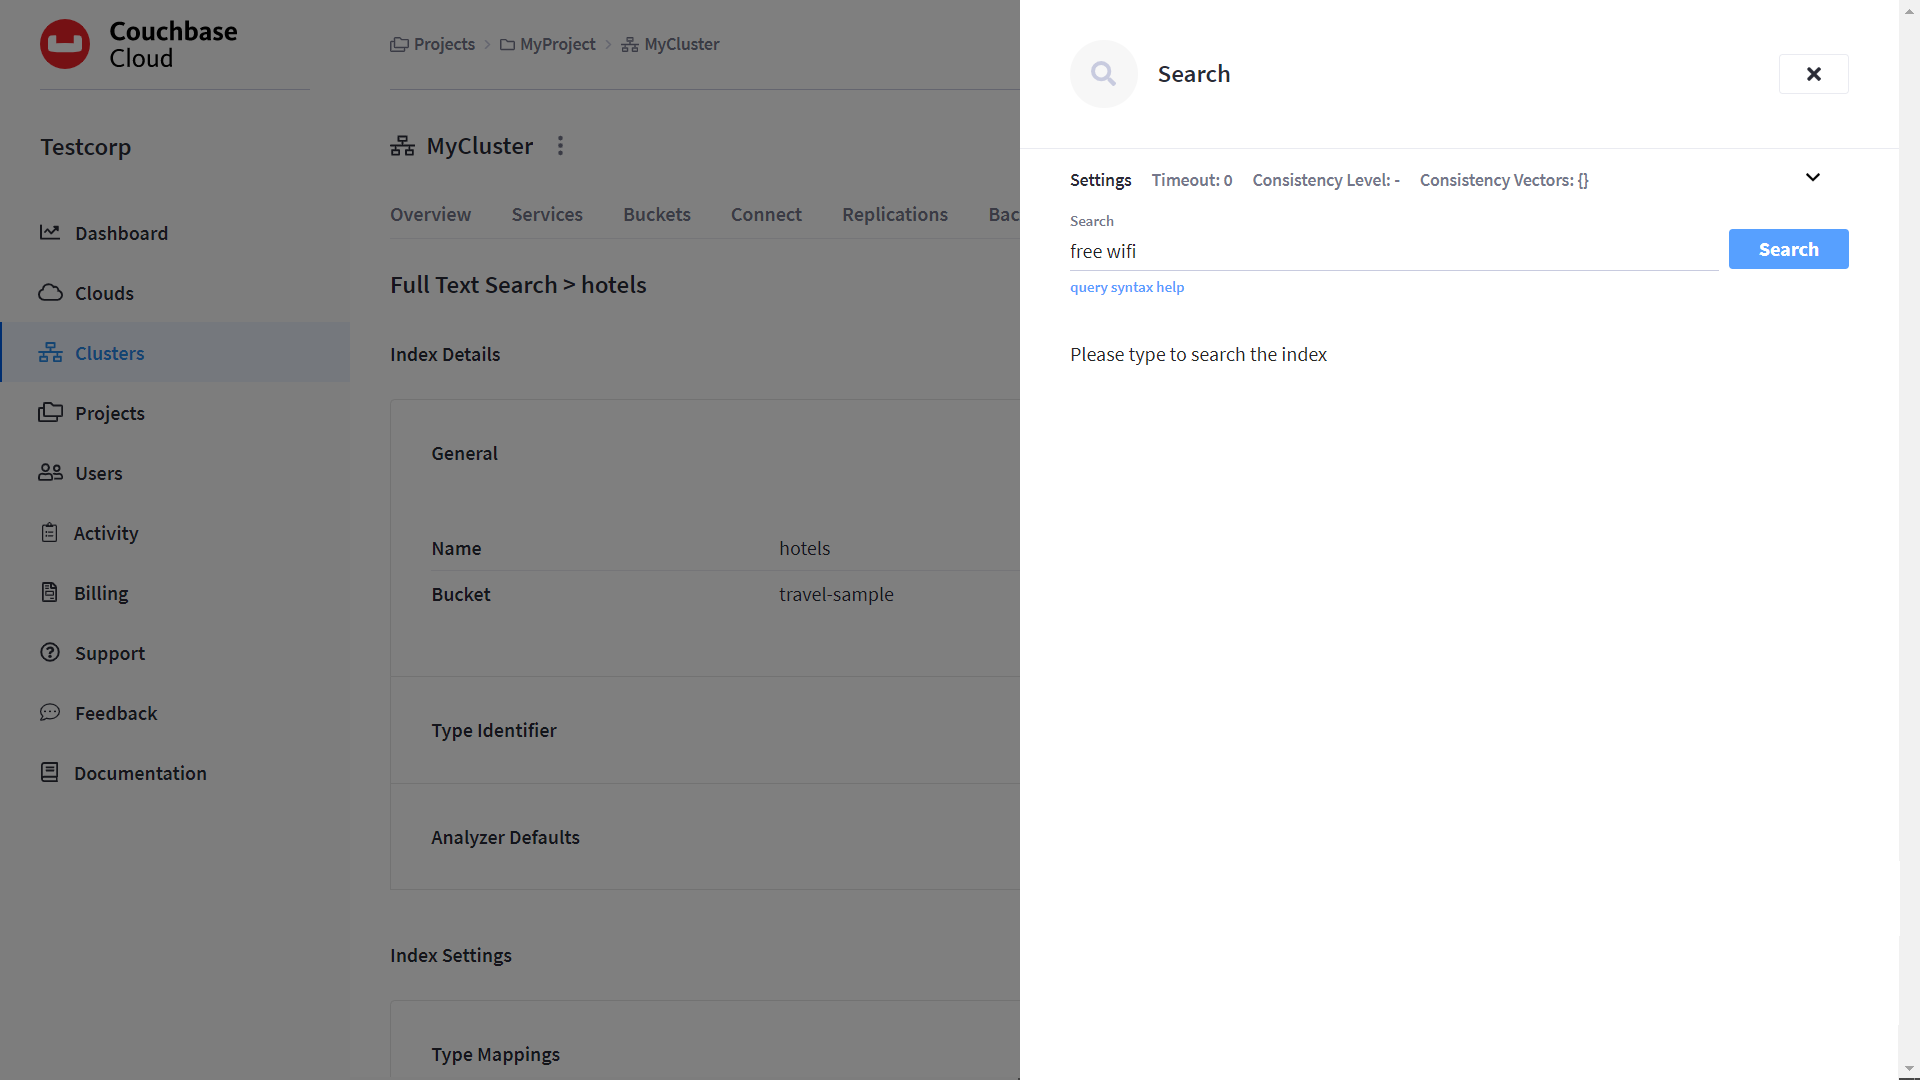 Couchbase
Cloud
Testcorp
Dashboard
Clouds
Clusters
Projects
Users
Activity
Billing
Support
Feedback
Documentation
Projects > MyProject > MyCluster
MyCluster
Overview Services Buckets Connect Replications Bac
Full Text Search > hotels
Index Details
General
Name hotels
Bucket travel-sample
Type Identifier
Analyzer Defaults
Index Settings
Type Mappings
Search
Settings Timeout: 0 Consistency Level: - Consistency Vectors: {}
Search
free wifi
Search
query syntax help
Please type to search the index